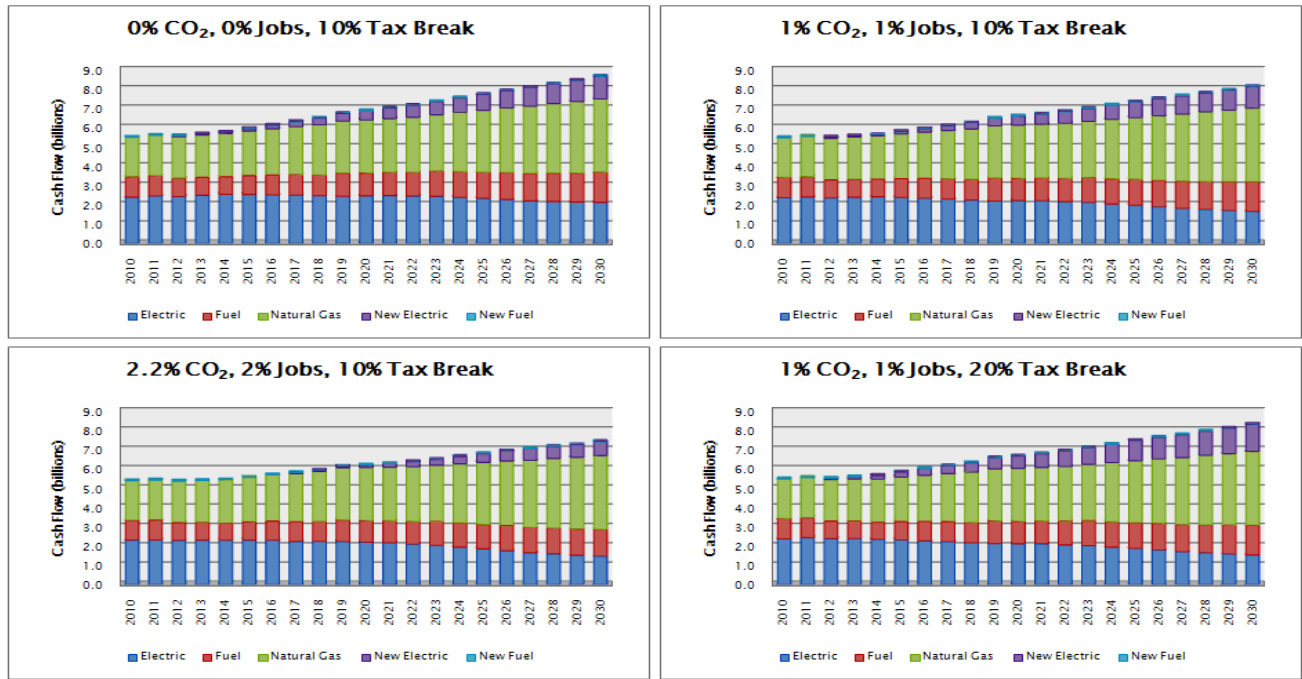 0% CO₂, 0% Jobs, 10% Tax Break
Cash Flow (billions)
9.0
8.0
7.0
6.0
5.0
4.0
3.0
2.0
1.0
0.0
2010 2011 2012 2013 2014 2015 2016 2017 2018 2019 2020 2021 2022 2023 2024 2025 2026 2027 2028 2029 2030
Electric Fuel Natural Gas New Electric New Fuel
1% CO₂, 1% Jobs, 10% Tax Break
Cash Flow (billions)
9.0
8.0
7.0
6.0
5.0
4.0
3.0
2.0
1.0
0.0
2010 2011 2012 2013 2014 2015 2016 2017 2018 2019 2020 2021 2022 2023 2024 2025 2026 2027 2028 2029 2030
Electric Fuel Natural Gas New Electric New Fuel
2.2% CO₂, 2% Jobs, 10% Tax Break
Cash Flow (billions)
9.0
8.0
7.0
6.0
5.0
4.0
3.0
2.0
1.0
0.0
2010 2011 2012 2013 2014 2015 2016 2017 2018 2019 2020 2021 2022 2023 2024 2025 2026 2027 2028 2029 2030
Electric Fuel Natural Gas New Electric New Fuel
1% CO₂, 1% Jobs, 20% Tax Break
Cash Flow (billions)
9.0
8.0
7.0
6.0
5.0
4.0
3.0
2.0
1.0
0.0
2010 2011 2012 2013 2014 2015 2016 2017 2018 2019 2020 2021 2022 2023 2024 2025 2026 2027 2028 2029 2030
Electric Fuel Natural Gas New Electric New Fuel